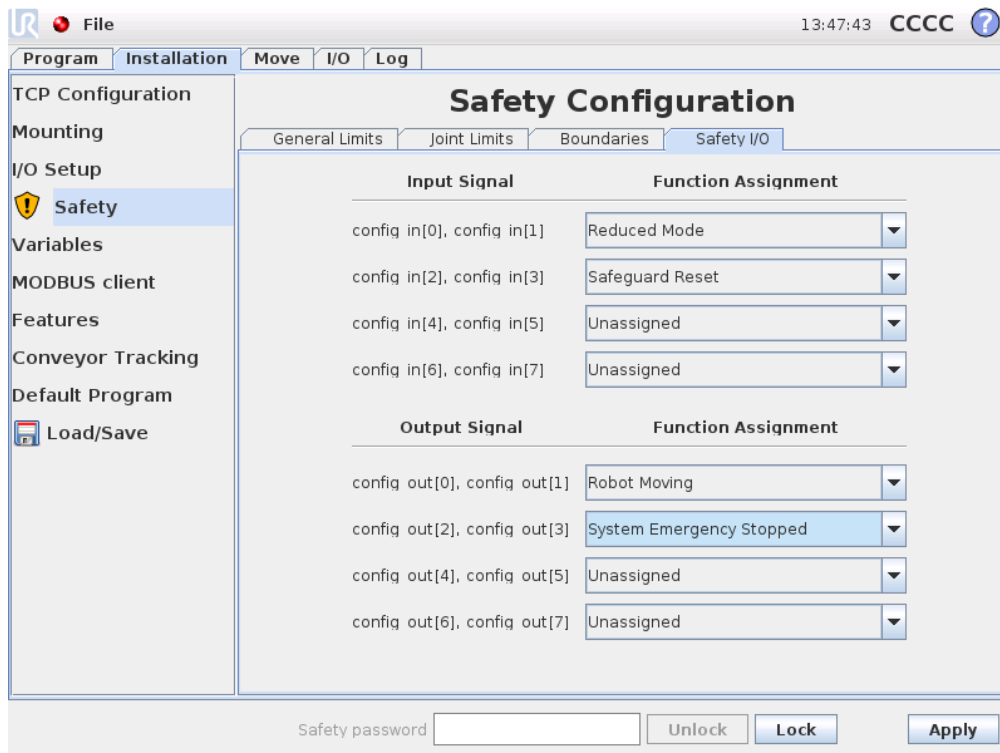 UR File 13:47:43 CCCC ?
Program Installation Move I/O Log
TCP Configuration
Mounting
I/O Setup
Safety
Variables
MODBUS client
Features
Conveyor Tracking
Default Program
Load/Save
Safety Configuration
General Limits Joint Limits Boundaries Safety I/O
Input Signal Function Assignment
config in[0], config in[1] Reduced Mode
config in[2], config in[3] Safeguard Reset
config in[4], config in[5] Unassigned
config in[6], config in[7] Unassigned
Output Signal Function Assignment
config out[0], config out[1] Robot Moving
config out[2], config out[3] System Emergency Stopped
config out[4], config out[5] Unassigned
config out[6], config out[7] Unassigned
Safety password Unlock Lock Apply